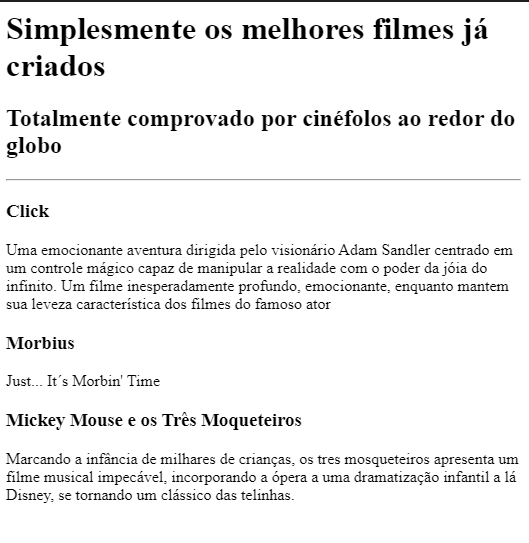 Simplesmente os melhores filmes já
criados
Totalmente comprovado por cinéfolos ao redor do
globo
Click
Uma emocionante aventura dirigida pelo visionário Adam Sandler centrado em
um controle mágico capaz de manipular a realidade com o poder da jóia do
infinito. Um filme inesperadamente profundo, emocionante, enquanto mantem
sua leveza característica dos filmes do famoso ator
Morbius
Just... It´s Morbin' Time
Mickey Mouse e os Três Moqueteiros
Marcando a infância de milhares de crianças, os tres mosqueteiros apresenta um
filme musical impecável, incorporando a ópera a uma dramatização infantil a lá
Disney, se tornando um clássico das telinhas.